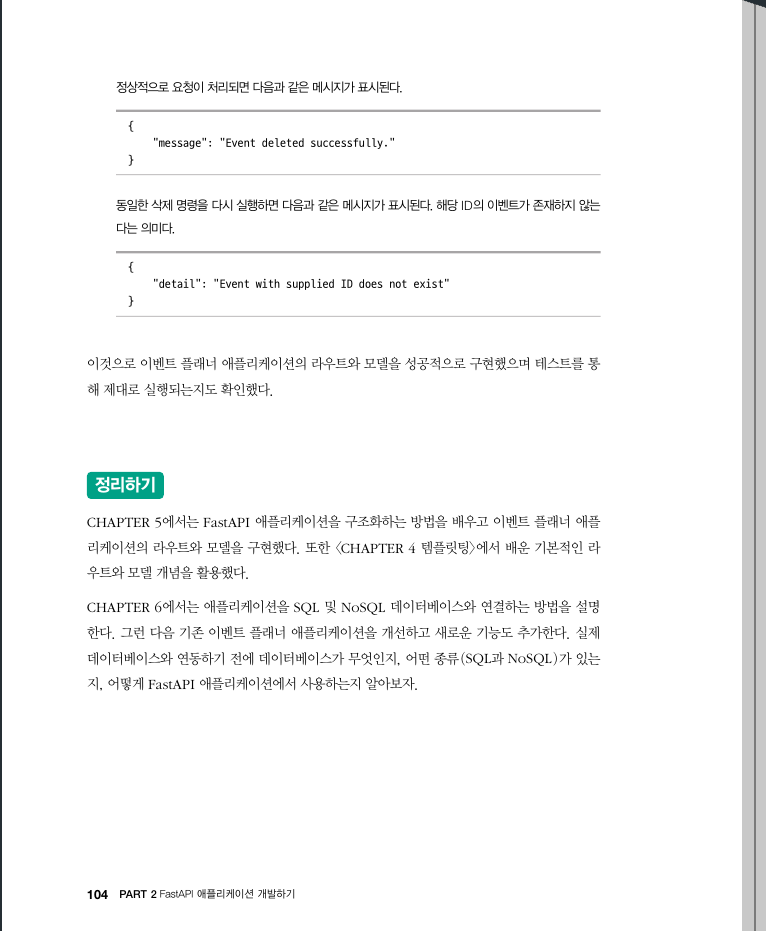 정상적으로 요청이 처리되면 다음과 같은 메시지가 표시된다.
{
    "message": "Event deleted successfully."
}
동일한 삭제 명령을 다시 실행하면 다음과 같은 메시지가 표시된다. 해당 ID의 이벤트가 존재하지 않는
다는 의미다.
{
    "detail": "Event with supplied ID does not exist"
}
이것으로 이벤트 플래너 애플리케이션의 라우트와 모델을 성공적으로 구현했으며 테스트를 통
해 제대로 실행되는지도 확인했다.
정리하기
CHAPTER 5에서는 FastAPI 애플리케이션을 구조화하는 방법을 배우고 이벤트 플래너 애플
리케이션의 라우트와 모델을 구현했다. 또한 〈CHAPTER 4 템플릿팅〉에서 배운 기본적인 라
우트와 모델 개념을 활용했다.
CHAPTER 6에서는 애플리케이션을 SQL 및 NoSQL 데이터베이스와 연결하는 방법을 설명
한다. 그런 다음 기존 이벤트 플래너 애플리케이션을 개선하고 새로운 기능도 추가한다. 실제
데이터베이스와 연동하기 전에 데이터베이스가 무엇인지, 어떤 종류(SQL과 NoSQL)가 있는
지, 어떻게 FastAPI 애플리케이션에서 사용하는지 알아보자.
104 PART 2 FastAPI 애플리케이션 개발하기